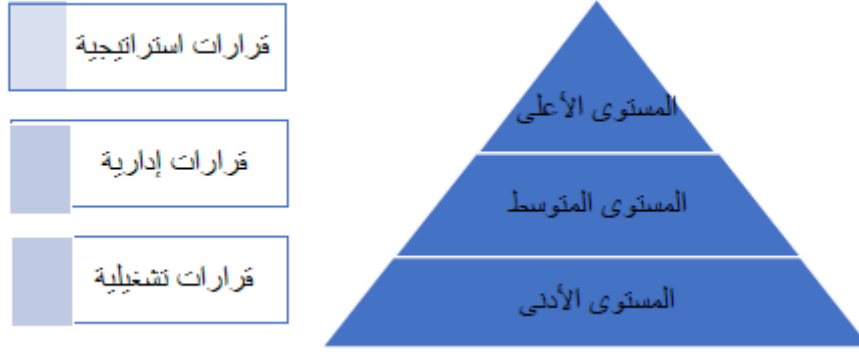 المستوى الأعلى
المستوى المتوسط
المستوى الأدنى
قرارات استراتيجية
قرارات إدارية
قرارات تشغيلية